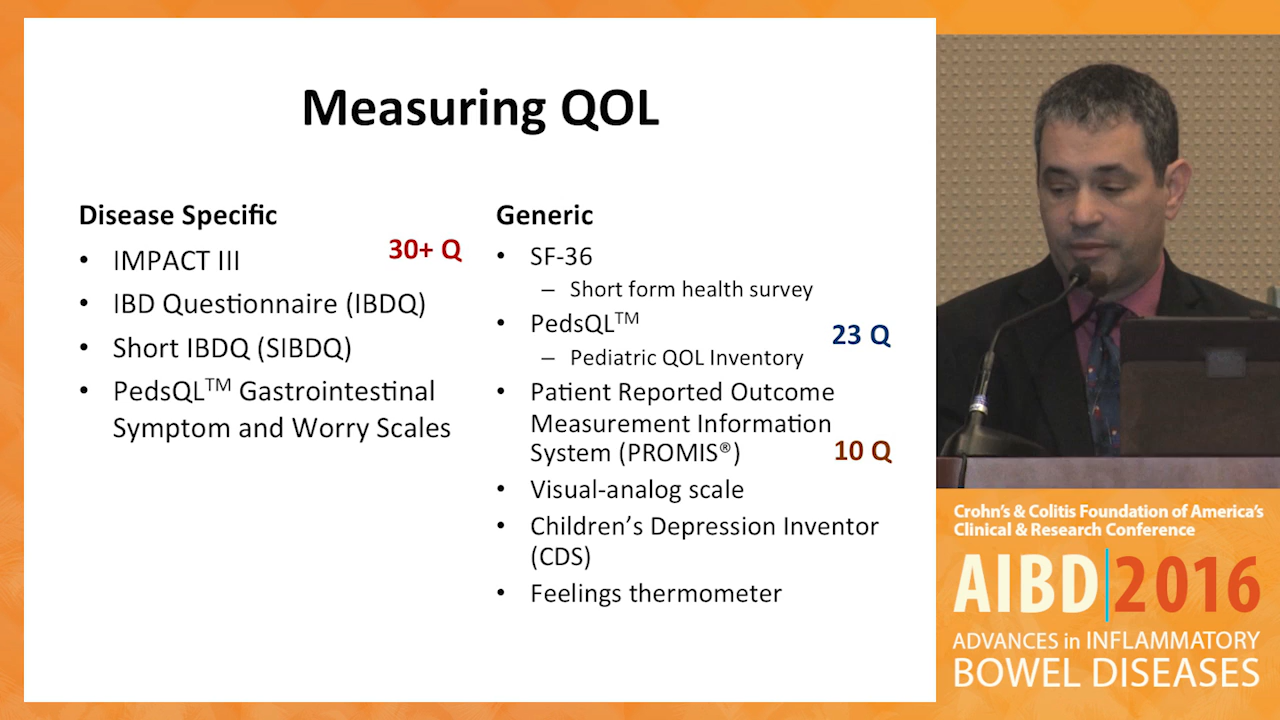 Measuring QOL
Disease Specific
• IMPACT III
30+ Q
• IBD Questionnaire (IBDQ)
• Short IBDQ (SIBDQ)
• PedsQL™ Gastrointestinal
Symptom and Worry Scales
Generic
• SF-36
– Short form health survey
• PedsQL™
23 Q
– Pediatric QOL Inventory
• Patient Reported Outcome
Measurement Information
System (PROMIS®)
10 Q
• Visual-analog scale
• Children’s Depression Inventor
(CDS)
• Feelings thermometer
Crohn’s & Colitis Foundation of America’s
Clinical & Research Conference
AIBD|2016
ADVANCES in INFLAMMATORY
BOWEL DISEASES